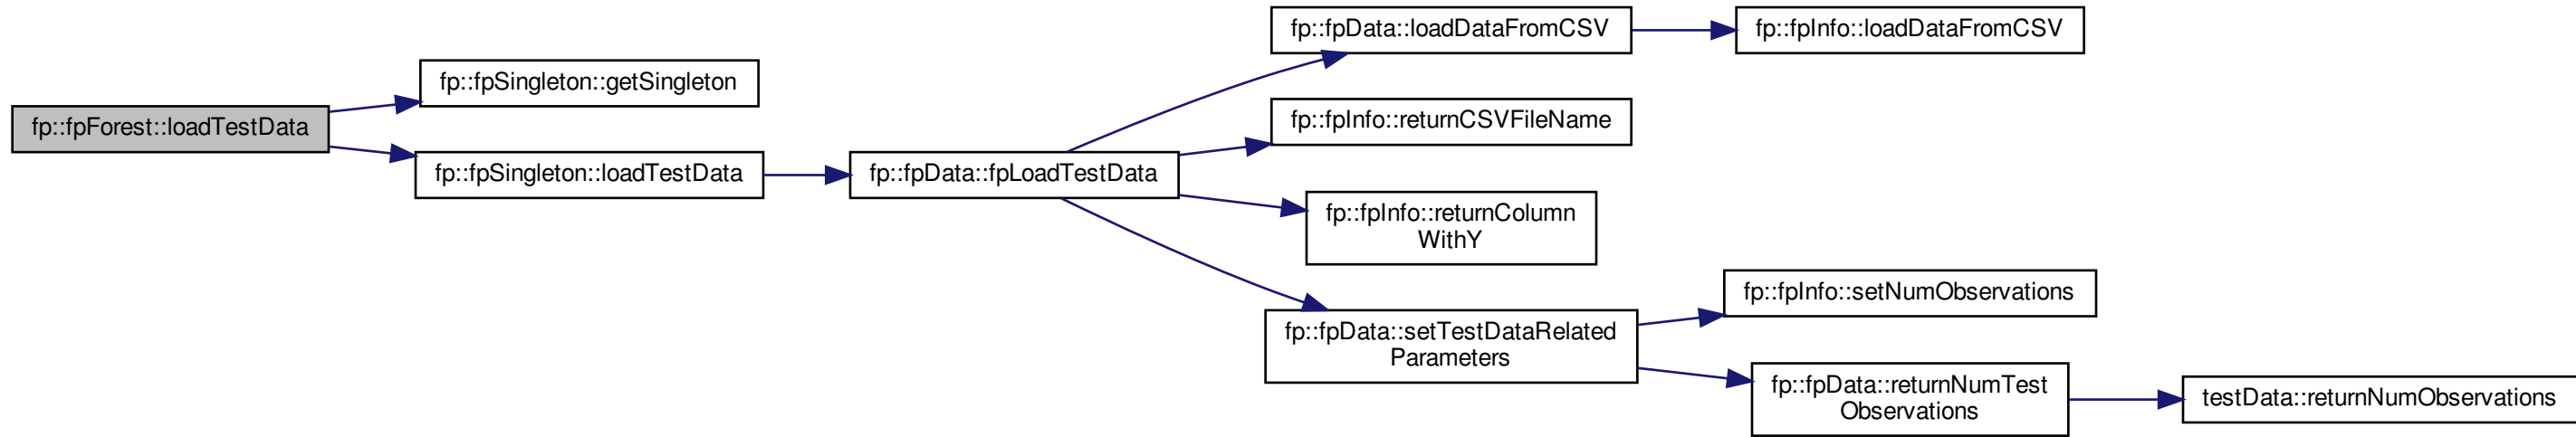 fp::fpForest::loadTestData
fp::fpSingleton::getSingleton
fp::fpSingleton::loadTestData
fp::fpData::fpLoadTestData
fp::fpData::loadDataFromCSV
fp::fpInfo::loadDataFromCSV
fp::fpInfo::returnCSVFileName
fp::fpInfo::returnColumn
WithY
fp::fpData::setTestDataRelated
Parameters
fp::fpInfo::setNumObservations
fp::fpData::returnNumTest
Observations
testData::returnNumObservations